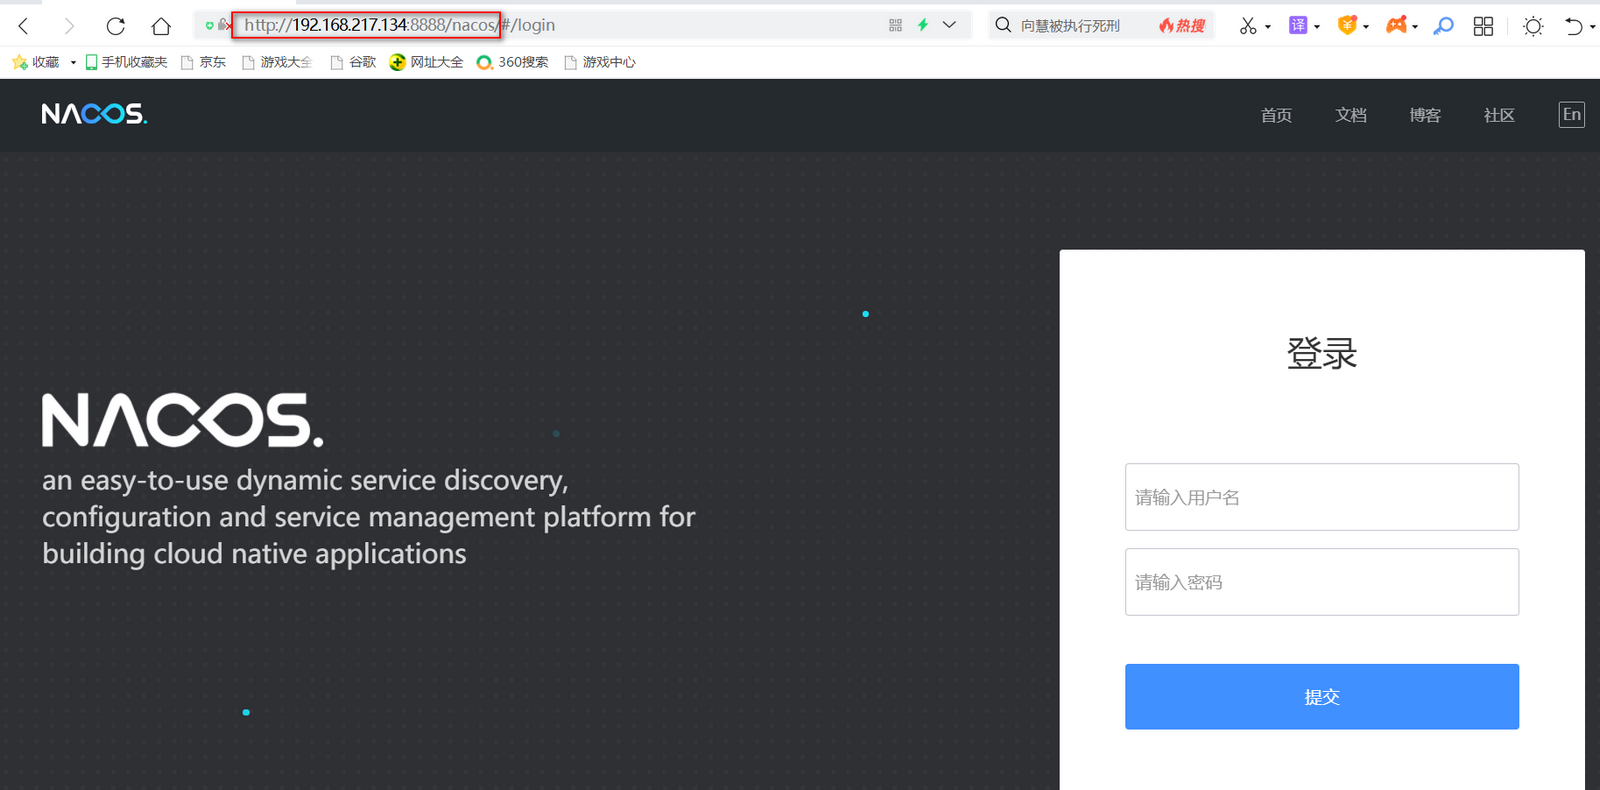 http://192.168.217.134:8888/nacos/#/login
向慧被执行死刑
热搜
译
收藏
手机收藏夹
京东
游戏大全
谷歌
网址大全
360搜索
游戏中心
NACOS.
首页
文档
博客
社区
En
登录
NACOS.
an easy-to-use dynamic service discovery,
configuration and service management platform for
building cloud native applications
请输入用户名
请输入密码
提交